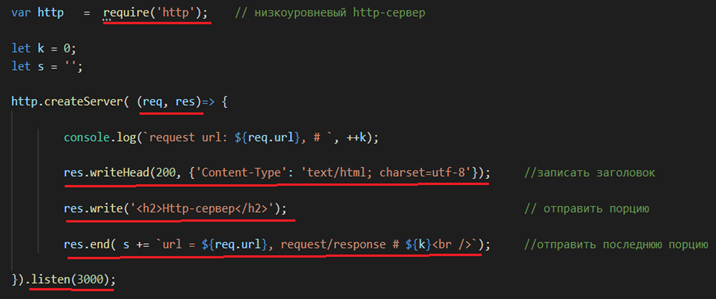 var http   =  require('http');    // низкоуровневый http-сервер
let k = 0;
let s = '';
http.createServer( (req, res)=> {
console.log(`request url: ${req.url}, # `, ++k);
res.writeHead(200, {'Content-Type': 'text/html; charset=utf-8'});     //записать заголовок
res.write('<h2>Http-сервер</h2>');     // отправить порцию
res.end( s += `url = ${req.url}, request/response # ${k}<br />`);     //отправить последнюю порцию
}).listen(3000);